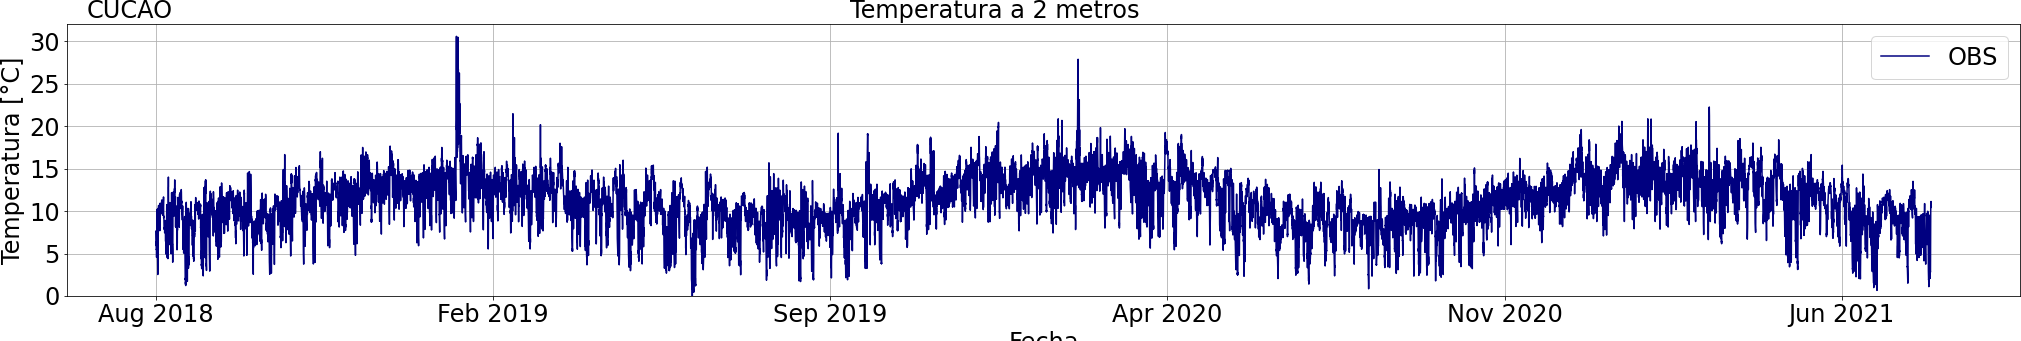 CUCAO
Temperatura a 2 metros
Temperatura [°C]
30
25
20
15
10
5
0
OBS
Aug 2018 Feb 2019 Sep 2019 Apr 2020 Nov 2020 Jun 2021
Fecha